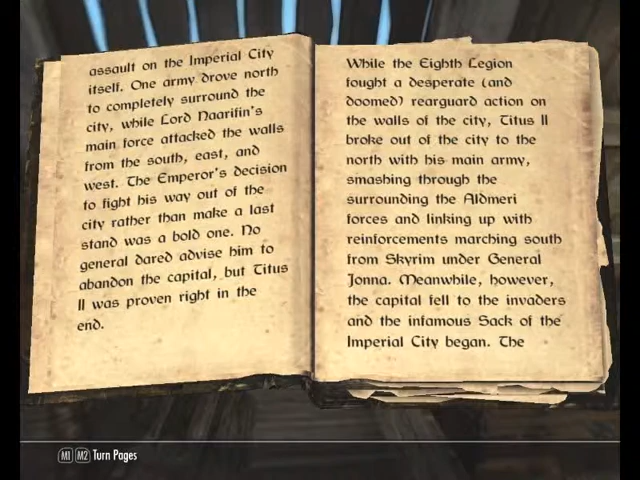 assault on the Imperial City
itself. One army drove north
to completely surround the
city, while Lord Naarifin's
main force attacked the walls
from the south, east, and
west. The Emperor's decision
to fight his way out of the
city rather than make a last
stand was a bold one. No
general dared advise him to
abandon the capital, but Titus
II was proven right in the
end.
While the Eighth Legion
fought a desperate (and
doomed) rearguard action on
the walls of the city, Titus II
broke out of the city to the
north with his main army,
smashing through the
surrounding the Aldmeri
forces and linking up with
reinforcements marching south
from Skyrim under General
Jonna. Meanwhile, however,
the capital fell to the invaders
and the infamous Sack of the
Imperial City began. The
M1 M2 Turn Pages